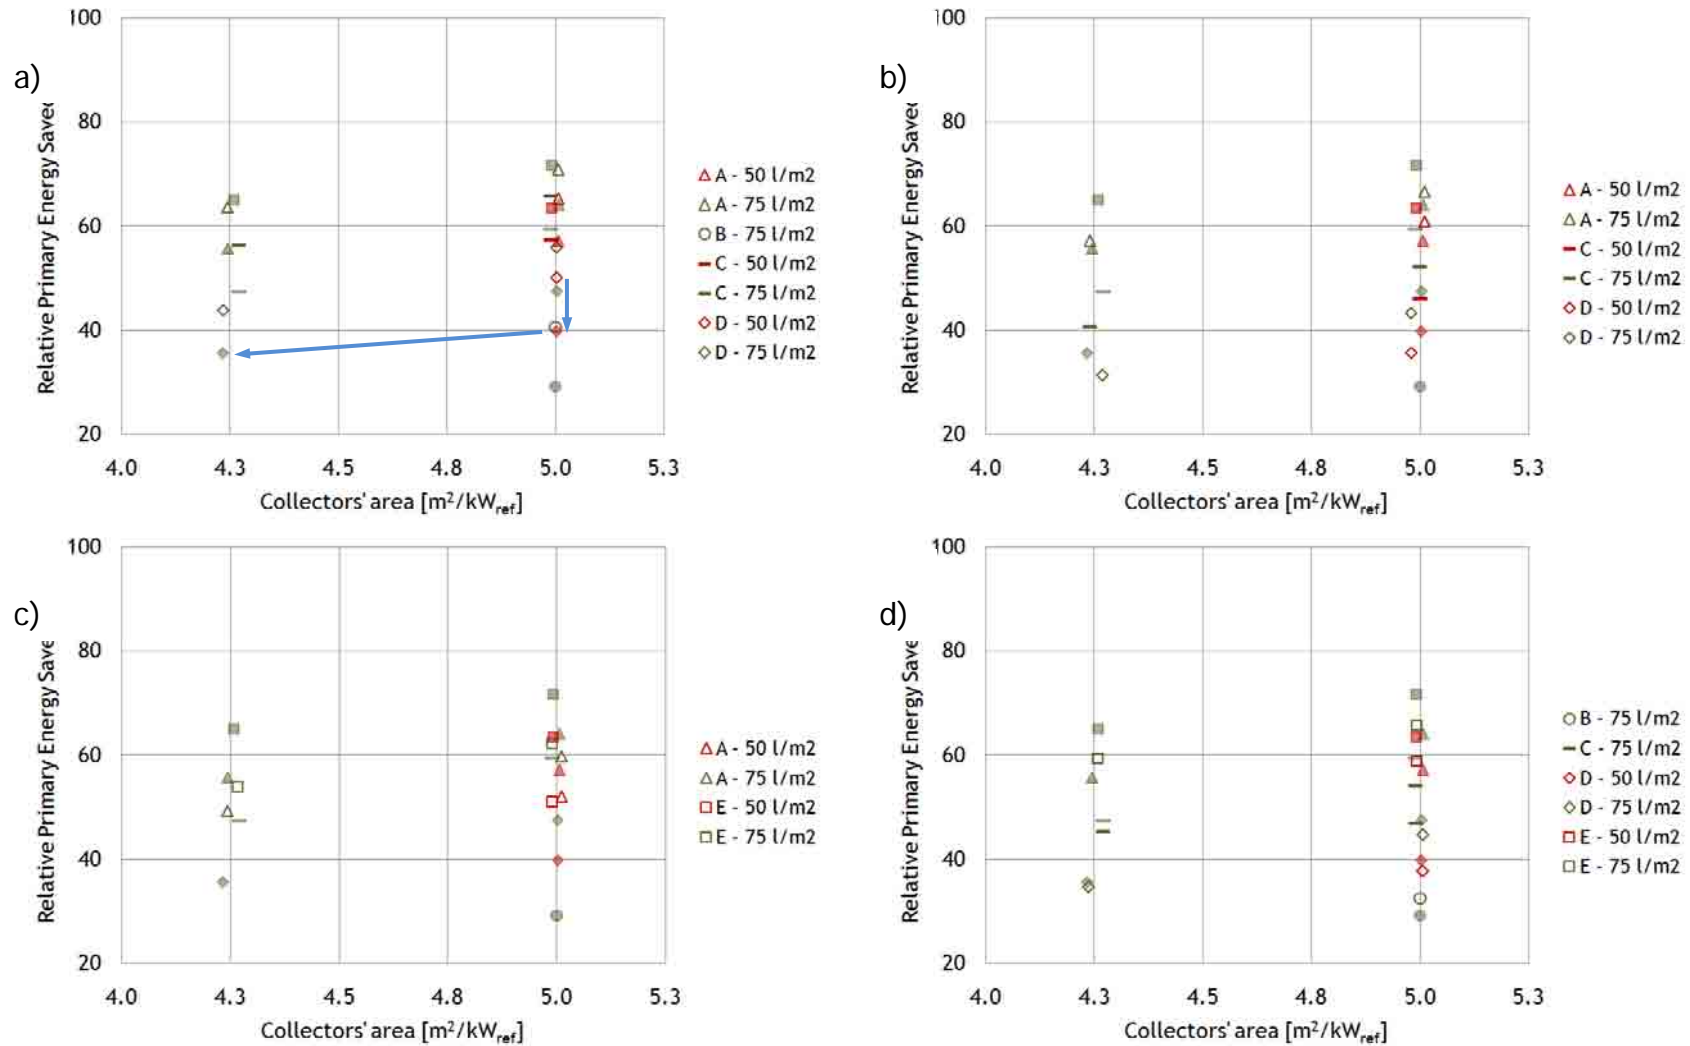 a)
Relative Primary Energy Save
100
80
60
40
20
4.0 4.3 4.5 4.8 5.0 5.3
Collectors' area [m²/kWref]
A - 50 l/m2
A - 75 l/m2
B - 75 l/m2
C - 50 l/m2
C - 75 l/m2
D - 50 l/m2
D - 75 l/m2
b)
Relative Primary Energy Save
100
80
60
40
20
4.0 4.3 4.5 4.8 5.0 5.3
Collectors' area [m²/kWref]
A - 50 l/m2
A - 75 l/m2
C - 50 l/m2
C - 75 l/m2
D - 50 l/m2
D - 75 l/m2
c)
Relative Primary Energy Save
100
80
60
40
20
4.0 4.3 4.5 4.8 5.0 5.3
Collectors' area [m²/kWref]
A - 50 l/m2
A - 75 l/m2
E - 50 l/m2
E - 75 l/m2
d)
Relative Primary Energy Save
100
80
60
40
20
4.0 4.3 4.5 4.8 5.0 5.3
Collectors' area [m²/kWref]
B - 75 l/m2
C - 75 l/m2
D - 50 l/m2
D - 75 l/m2
E - 50 l/m2
E - 75 l/m2